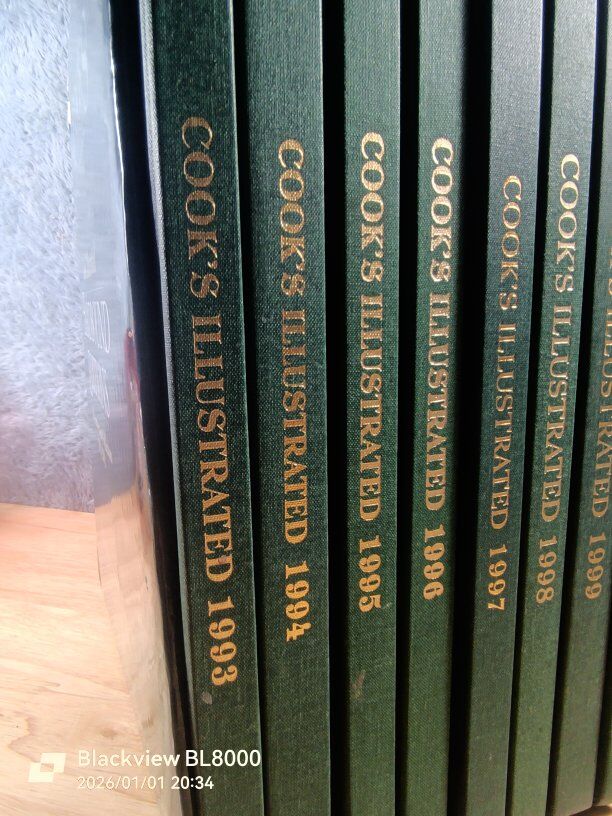 COOK'S ILLUSTRATED 1993
COOK'S ILLUSTRATED 1994
COOK'S ILLUSTRATED 1995
COOK'S ILLUSTRATED 1996
COOK'S ILLUSTRATED 1997
COOK'S ILLUSTRATED 1998
ILLUSTRATED 1999
Blackview BL8000
2026/01/01 20:34